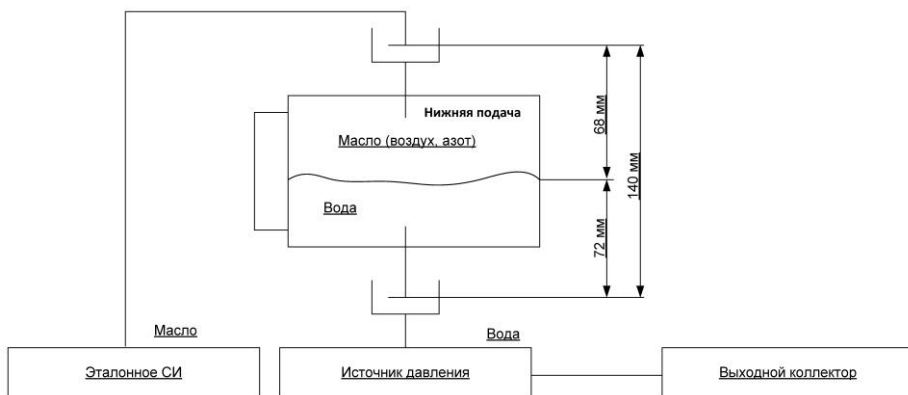 Нижняя подача
Масло (воздух, азот)
Вода
68 мм
140 мм
72 мм
Масло
Вода
Эталонное СИ
Источник давления
Выходной коллектор